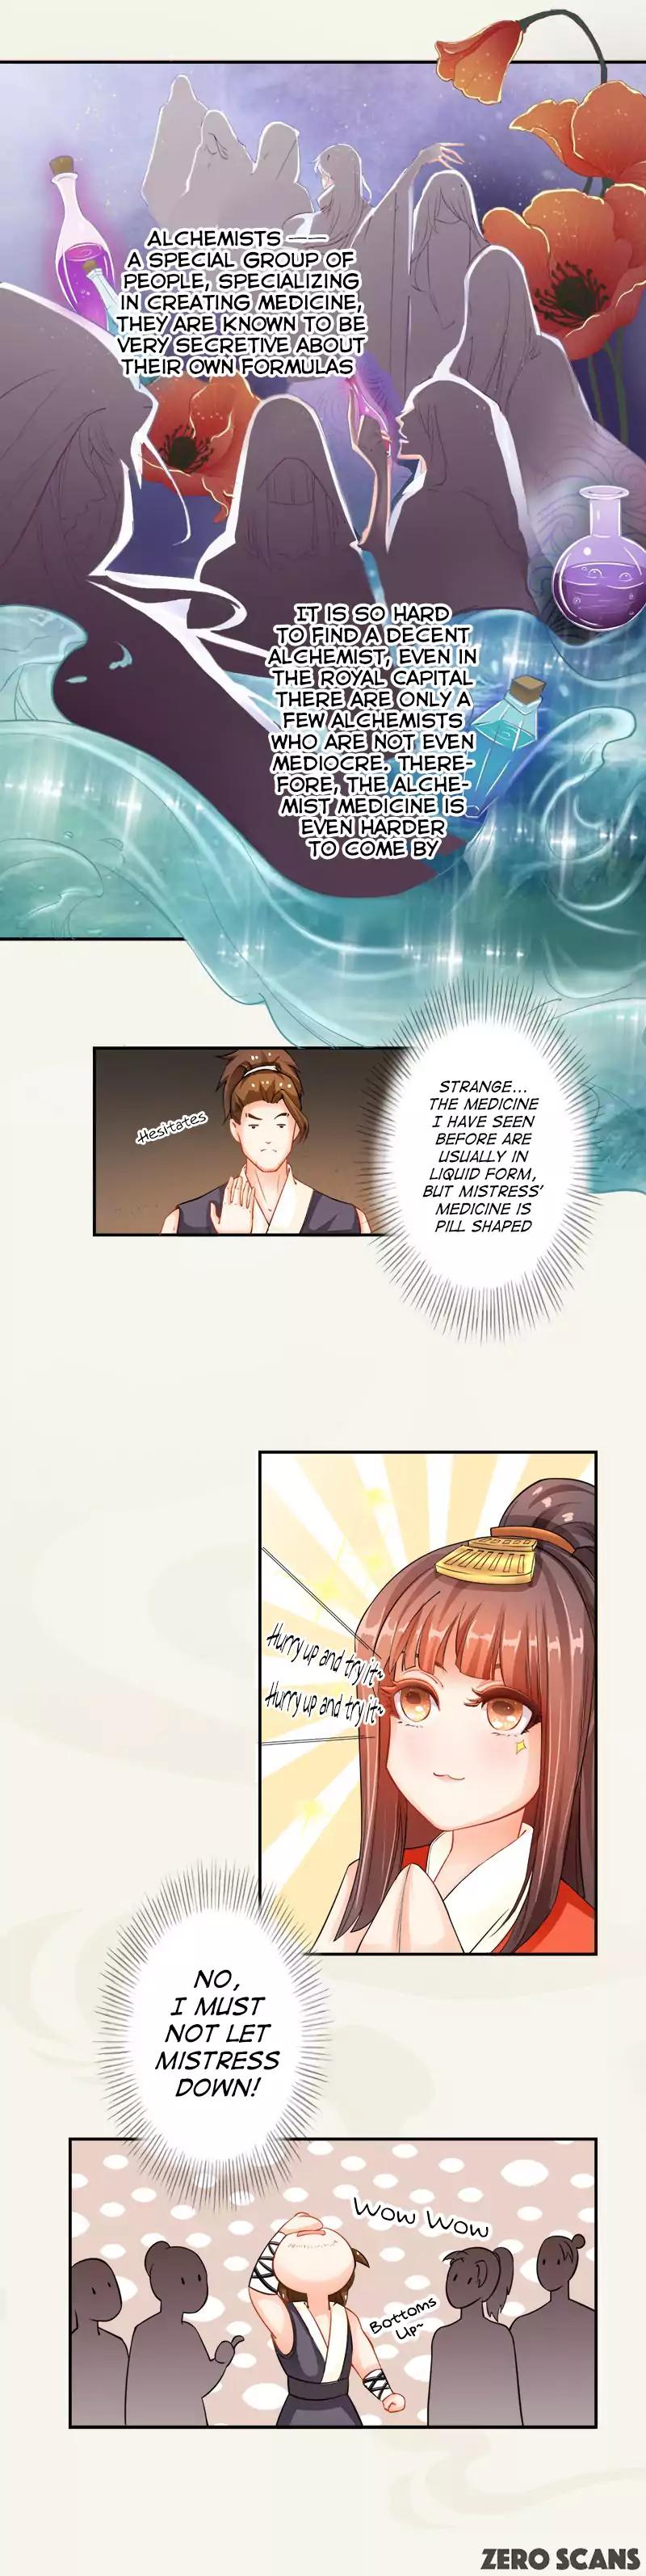 ALCHEMISTS ——
A SPECIAL GROUP OF
PEOPLE, SPECIALIZING
IN CREATING MEDICINE,
THEY ARE KNOWN TO BE
VERY SECRETIVE ABOUT
THEIR OWN FORMULAS
IT IS SO HARD
TO FIND A DECENT
ALCHEMIST, EVEN IN
THE ROYAL CAPITAL
THERE ARE ONLY A
FEW ALCHEMISTS
WHO ARE NOT EVEN
MEDIOCRE. THERE-
FORE, THE ALCHE-
MIST MEDICINE IS
EVEN HARDER
TO COME BY
Hesitates
STRANGE...
THE MEDICINE
I HAVE SEEN
BEFORE ARE
USUALLY IN
LIQUID FORM,
BUT MISTRESS'
MEDICINE IS
PILL SHAPED
Hurry up and try it~
Hurry up and try it~
NO,
I MUST
NOT LET
MISTRESS
DOWN!
Wow Wow
Bottoms
Up~
ZERO SCANS